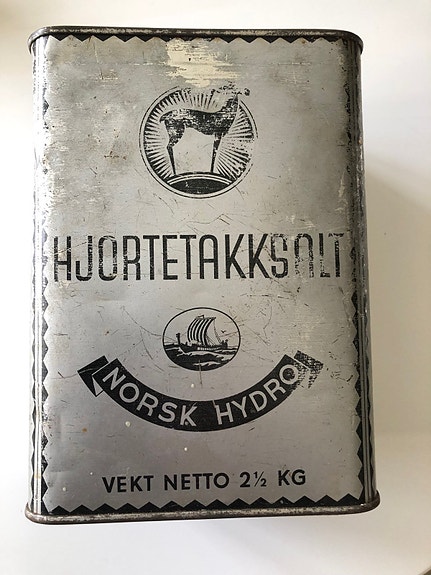 HJORTETAKKSALT
NORSK HYDRO
VEKT NETTO 2½ KG